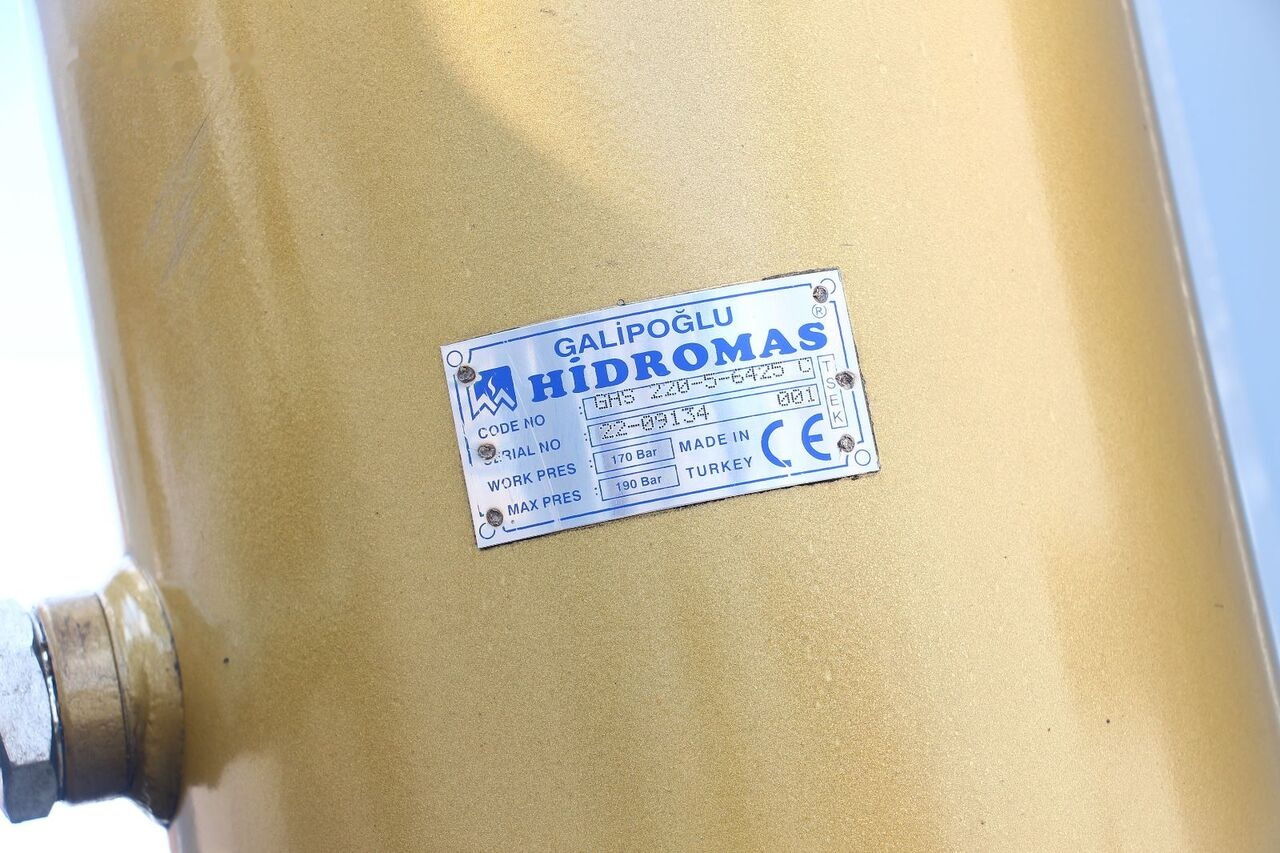 GALİPOĞLU
HİDROMAS ®
CODE NO : GHS 220-5-6425 C
SERIAL NO : 22-09134 001
WORK PRES : 170 Bar
MAX PRES : 190 Bar
MADE IN
TURKEY
CE
TSEK